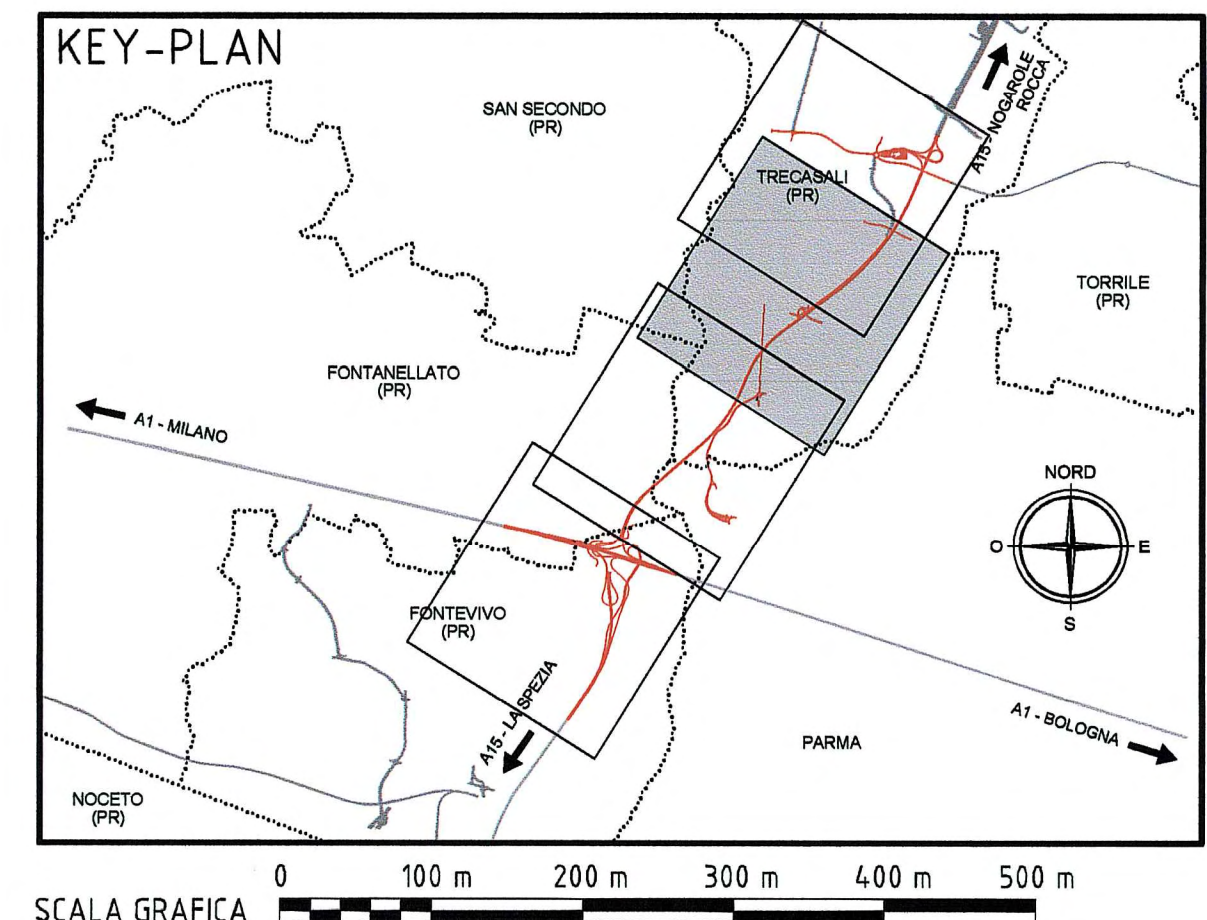 KEY-PLAN
SAN SECONDO
(PR)
A15 - NOGAROLE
ROCCA
TRECASALI
(PR)
TORRILE
(PR)
FONTANELLATO
(PR)
A1 - MILANO
NORD
O
E
S
FONTEVIVO
(PR)
A15 - LA SPEZIA
A1 - BOLOGNA
PARMA
NOCETO
(PR)
SCALA GRAFICA
0 100 m 200 m 300 m 400 m 500 m